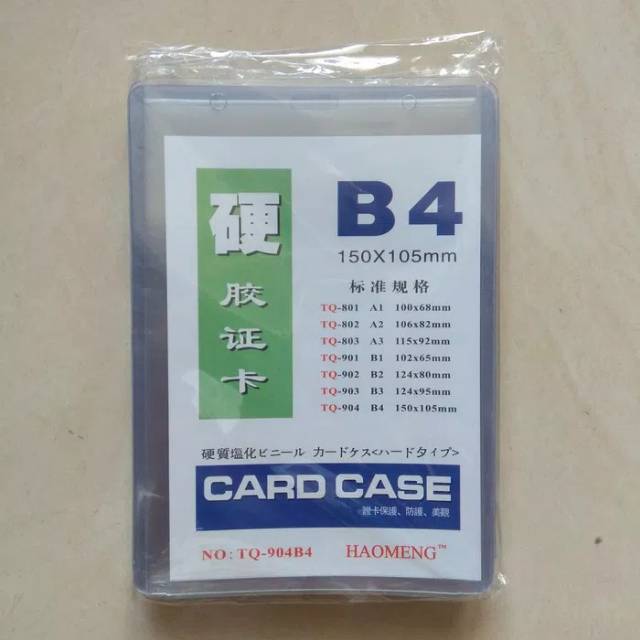 硬
胶
证
卡
B4
150X105mm
标准规格
TQ-801 A1 100x68mm
TQ-802 A2 106x82mm
TQ-803 A3 115x92mm
TQ-901 B1 102x65mm
TQ-902 B2 124x80mm
TQ-903 B3 124x95mm
TQ-904 B4 150x105mm
硬質塩化ビニール カードケス<ハードタイプ>
CARD CASE
證卡保護、防護、美觀
NO: TQ-904B4 HAOMENG™